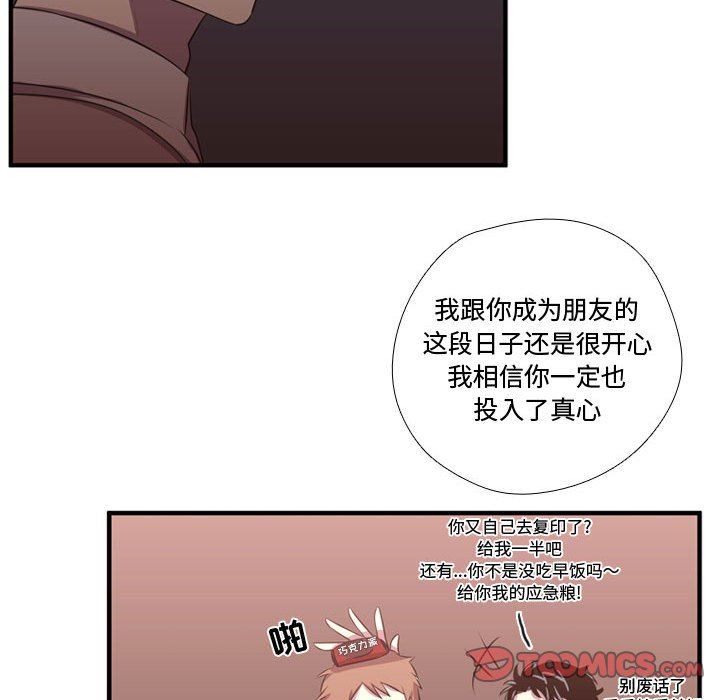 我跟你成为朋友的
这段日子还是很开心
我相信你一定也
投入了真心
你又自己去复印了?
给我一半吧
还有...你不是没吃早饭吗～
给你我的应急粮!
啪
巧克力派
别废话了
TOOMICS.COM